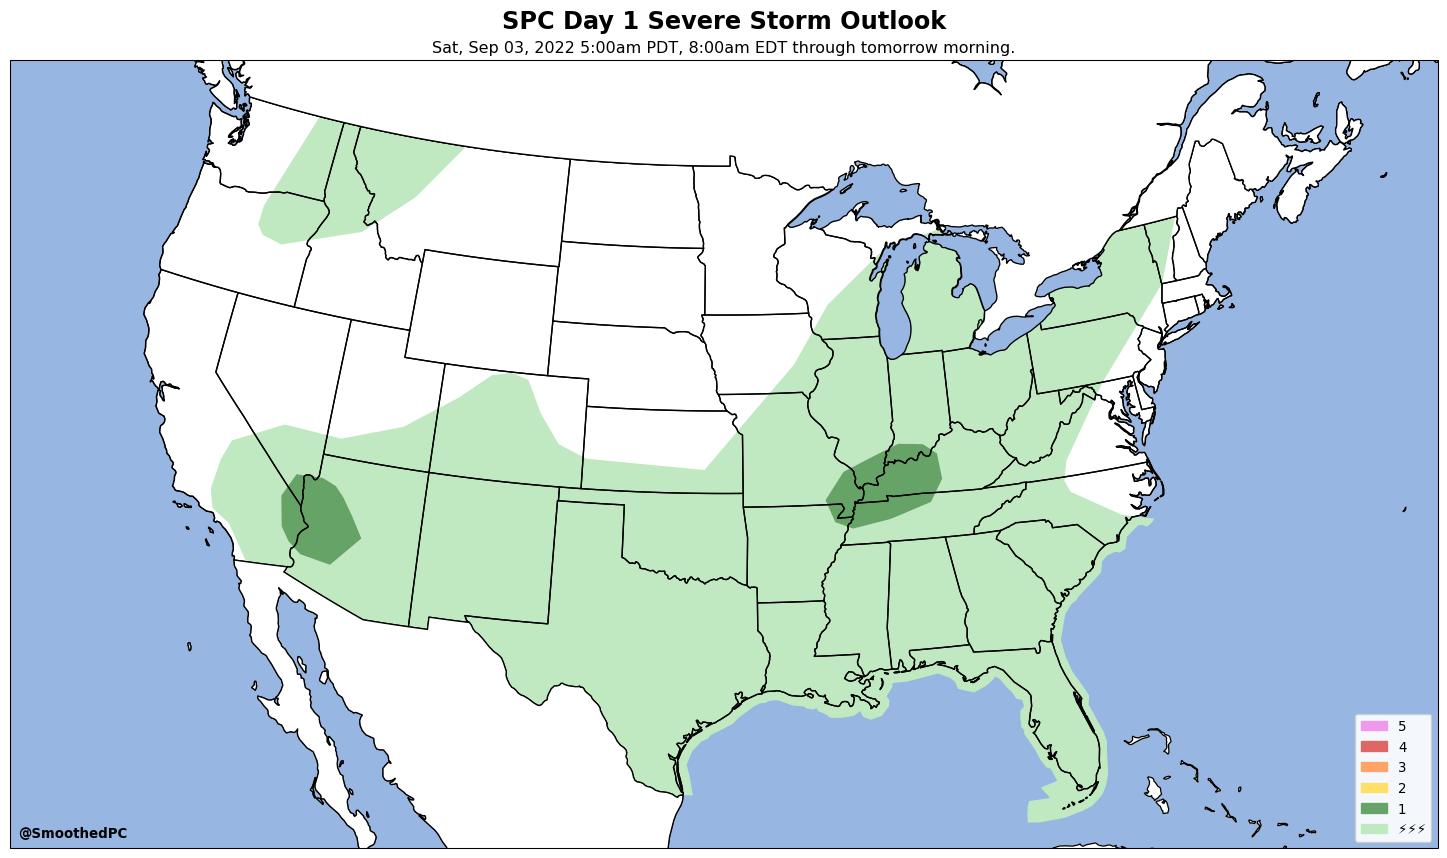 SPC Day 1 Severe Storm Outlook
Sat, Sep 03, 2022 5:00am PDT, 8:00am EDT through tomorrow morning.
5
4
3
2
1
⚡⚡⚡
@SmoothedPC